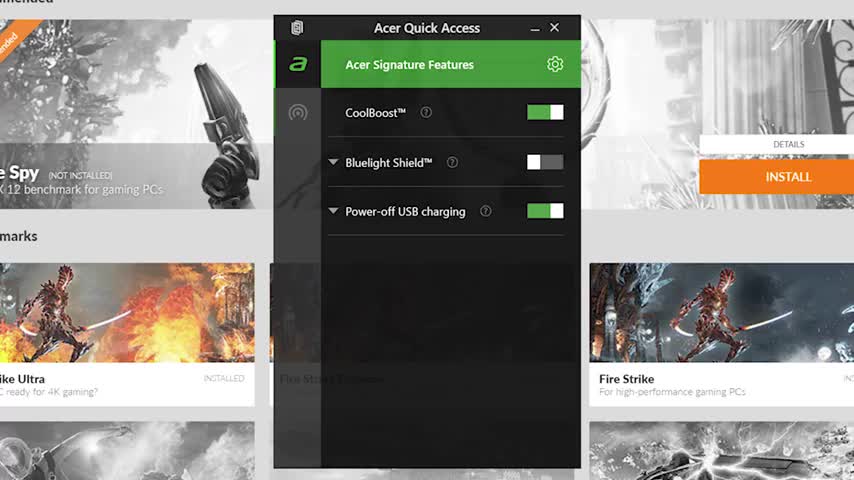 Acer Quick Access
Acer Signature Features
CoolBoost™
Bluelight Shield™
Power-off USB charging
e Spy (NOT INSTALLED)
X 12 benchmark for gaming PCs
DETAILS
INSTALL
marks
ike Ultra INSTALLED
C ready for 4K gaming?
Fire Strike
For high-performance gaming PCs